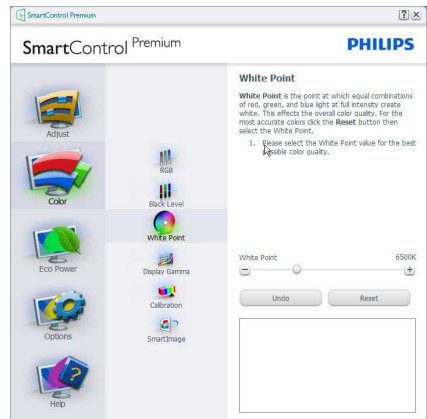 SmartControl Premium
SmartControl Premium
PHILIPS
Adjust
Color
Eco Power
Options
Help
RGB
Black Level
White Point
Display Gamma
Calibration
SmartImage
White Point
White Point is the point at which equal combinations
of red, green, and blue light at full intensity create
white. This effects the overall color quality. For the
most accurate colors click the Reset button then
select the White Point.
1. Please select the White Point value for the best
possible color quality.
White Point 6500K
Undo Reset